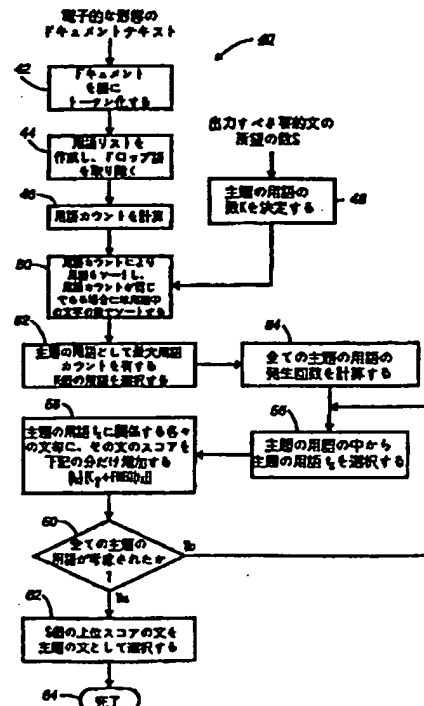 電子的な形態の
ドキュメントテキスト
40
42
ドキュメント
を語に
トークン化する
44
用語リストを
作成し、ドロップ語
を取り除く
出力すべき要約文の
所望の数S
46
用語カウントを計算
主題の用語の
数Kを決定する
48
50
用語カウントにより
用語をソートし、
用語カウントが同じ
である場合には用語中
の文字の数でソートする
52
主題の用語として最大用語
カウントを有する
K個の用語を選択する
54
全ての主題の用語の
発生回数を計算する
56
主題の用語の中から
主題の用語tsを選択する
58
主題の用語tsに関係する各々
の文毎に、その文のスコアを
下記の分だけ増加する
60
全ての主題の
用語が考慮されたか
?
No
Yes
62
S個の上位スコアの文を
主題の文として選択する
64
完了